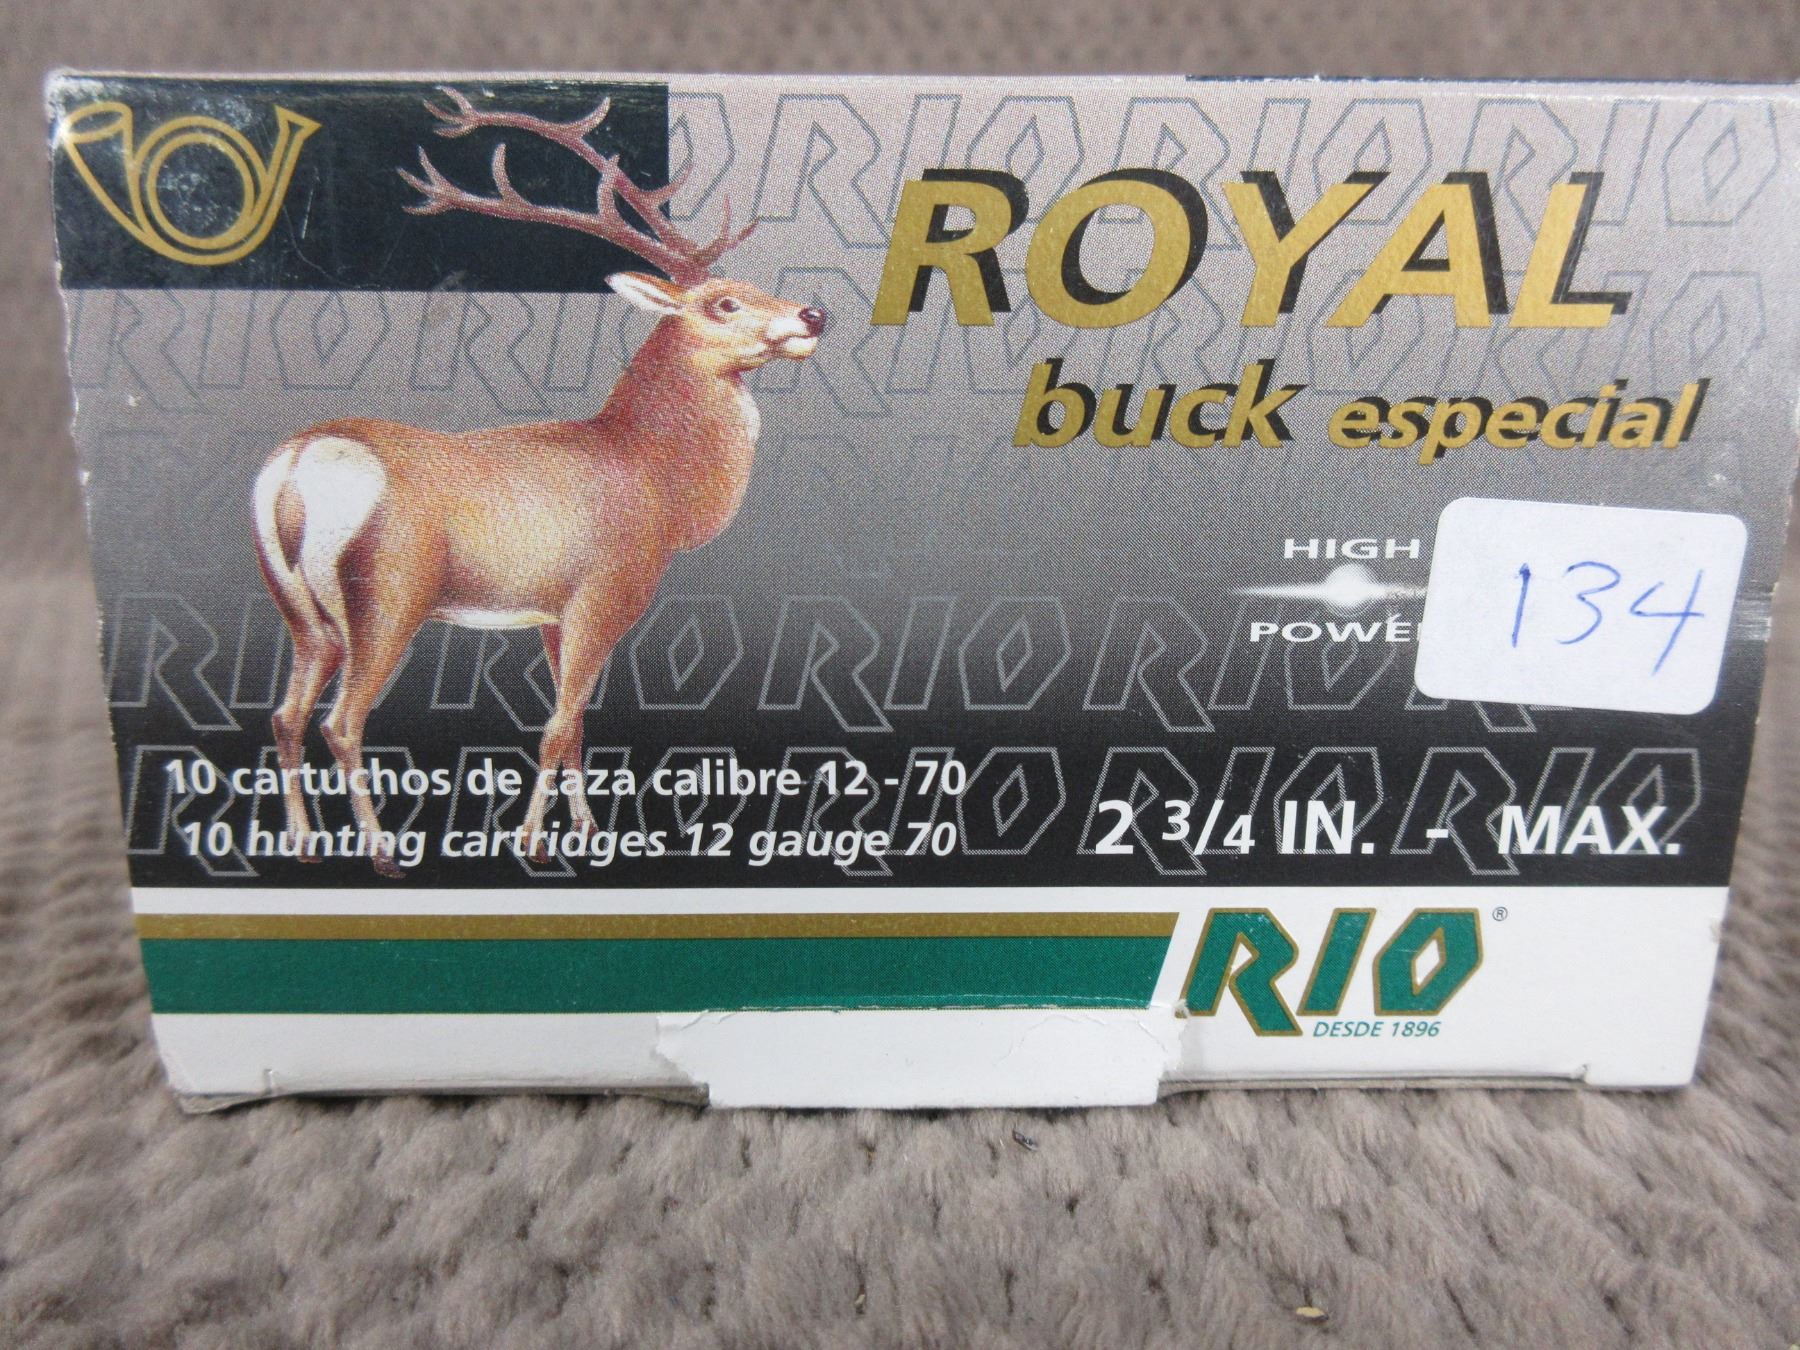 ROYAL
buck especial
HIGH
POWE
134
10 cartuchos de caza calibre 12 - 70
10 hunting cartridges 12 gauge 70
2 3/4 IN. - MAX.
RIO®
DESDE 1896